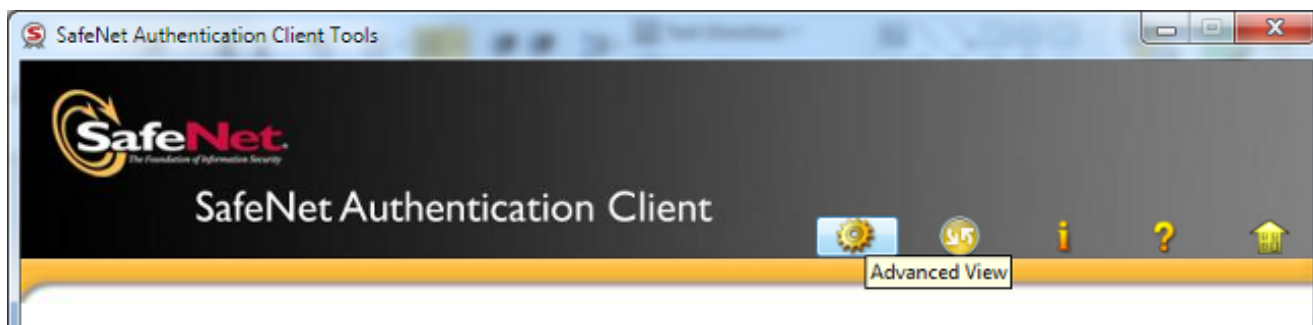 SafeNet Authentication Client Tools
SafeNet.
The Foundation of Information Security
SafeNet Authentication Client
Advanced View